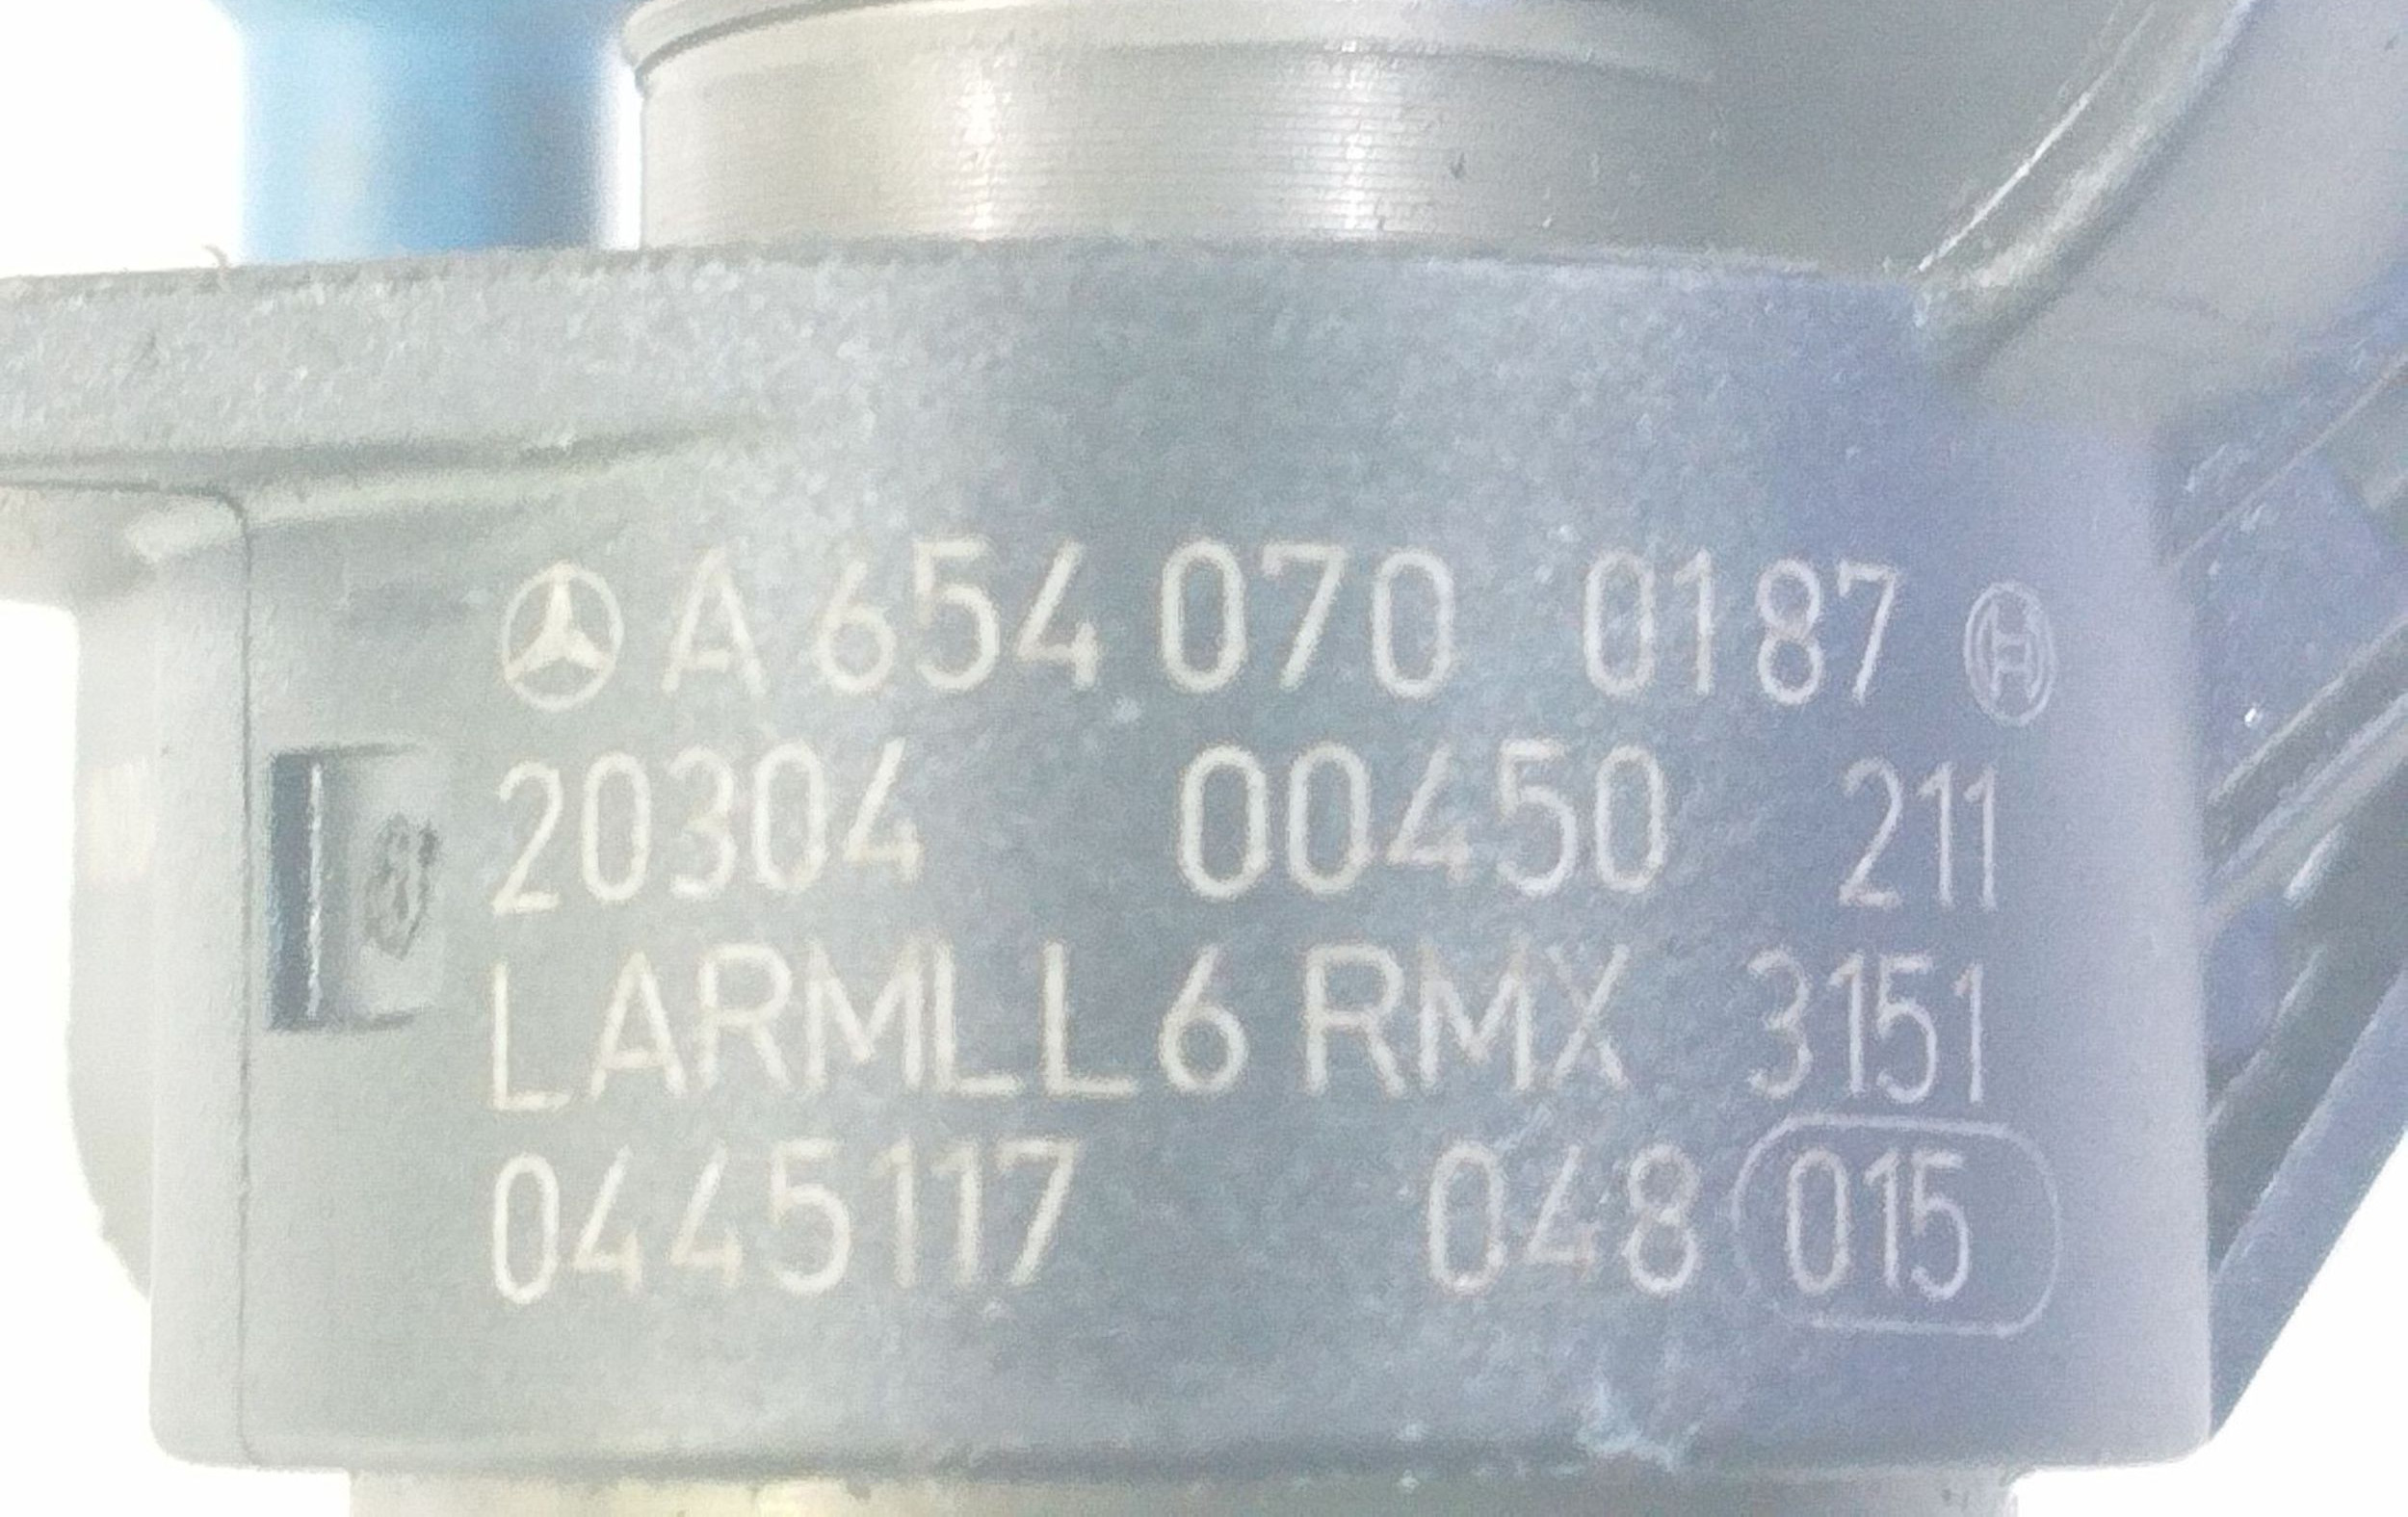 A 654 070 0187
20304 00450 211
LARMLL6 RMX 3151
0445117 048 015